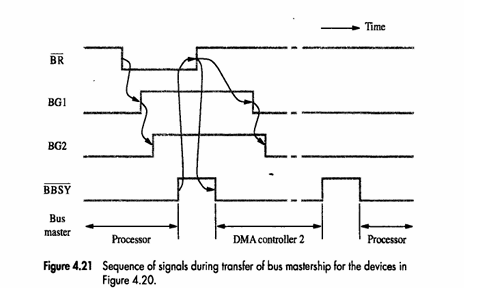 Time
BR
BG1
BG2
BBSY
Bus
master
Processor
DMA controller 2
Processor
Figure 4.21 Sequence of signals during transfer of bus mastership for the devices in
Figure 4.20.